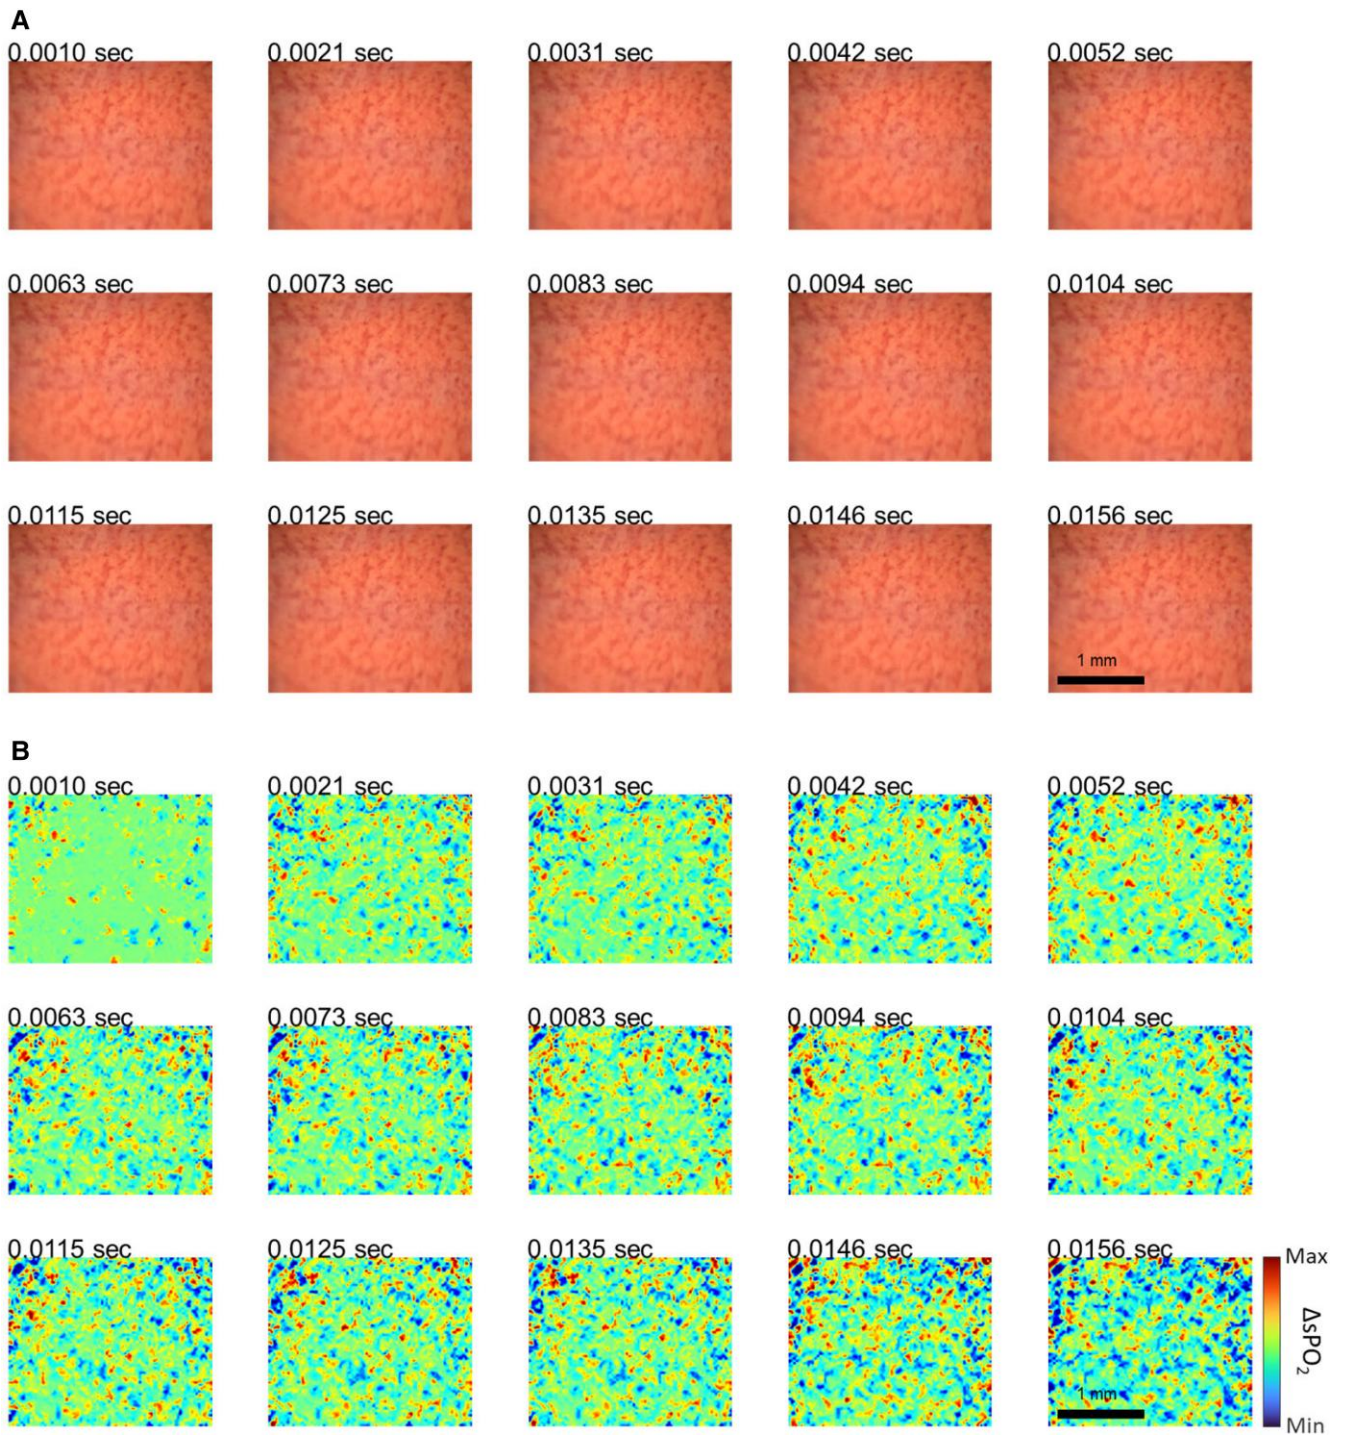 A
0.0010 sec 0.0021 sec 0.0031 sec 0.0042 sec 0.0052 sec
0.0063 sec 0.0073 sec 0.0083 sec 0.0094 sec 0.0104 sec
0.0115 sec 0.0125 sec 0.0135 sec 0.0146 sec 0.0156 sec
1 mm
B
0.0010 sec 0.0021 sec 0.0031 sec 0.0042 sec 0.0052 sec
0.0063 sec 0.0073 sec 0.0083 sec 0.0094 sec 0.0104 sec
0.0115 sec 0.0125 sec 0.0135 sec 0.0146 sec 0.0156 sec
Max
ΔsPO₂
1 mm
Min